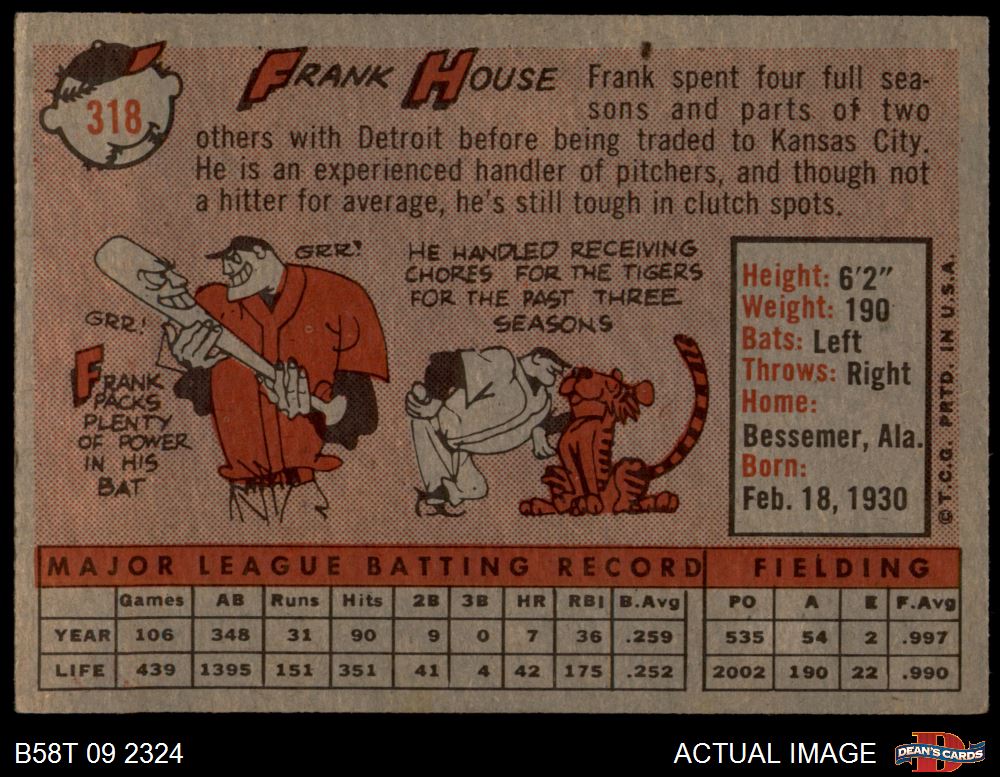 318
FRANK HOUSE
Frank spent four full sea-
sons and parts of two
others with Detroit before being traded to Kansas City.
He is an experienced handler of pitchers, and though not
a hitter for average, he's still tough in clutch spots.
GRR!
GRR!
FRANK
PACKS
PLENTY
OF POWER
IN HIS
BAT
HE HANDLED RECEIVING
CHORES FOR THE TIGERS
FOR THE PAST THREE
SEASONS
Height: 6'2"
Weight: 190
Bats: Left
Throws: Right
Home:
Bessemer, Ala.
Born:
Feb. 18, 1930
© T.C.G. PRTD. IN U.S.A.
MAJOR LEAGUE BATTING RECORD FIELDING
Games AB Runs Hits 2B 3B HR RBI B.Avg PO A E F.Avg
YEAR 106 348 31 90 9 0 7 36 .259 535 54 2 .997
LIFE 439 1395 151 351 41 4 42 175 .252 2002 190 22 .990
B58T 09 2324
ACTUAL IMAGE
DEAN'S CARDS